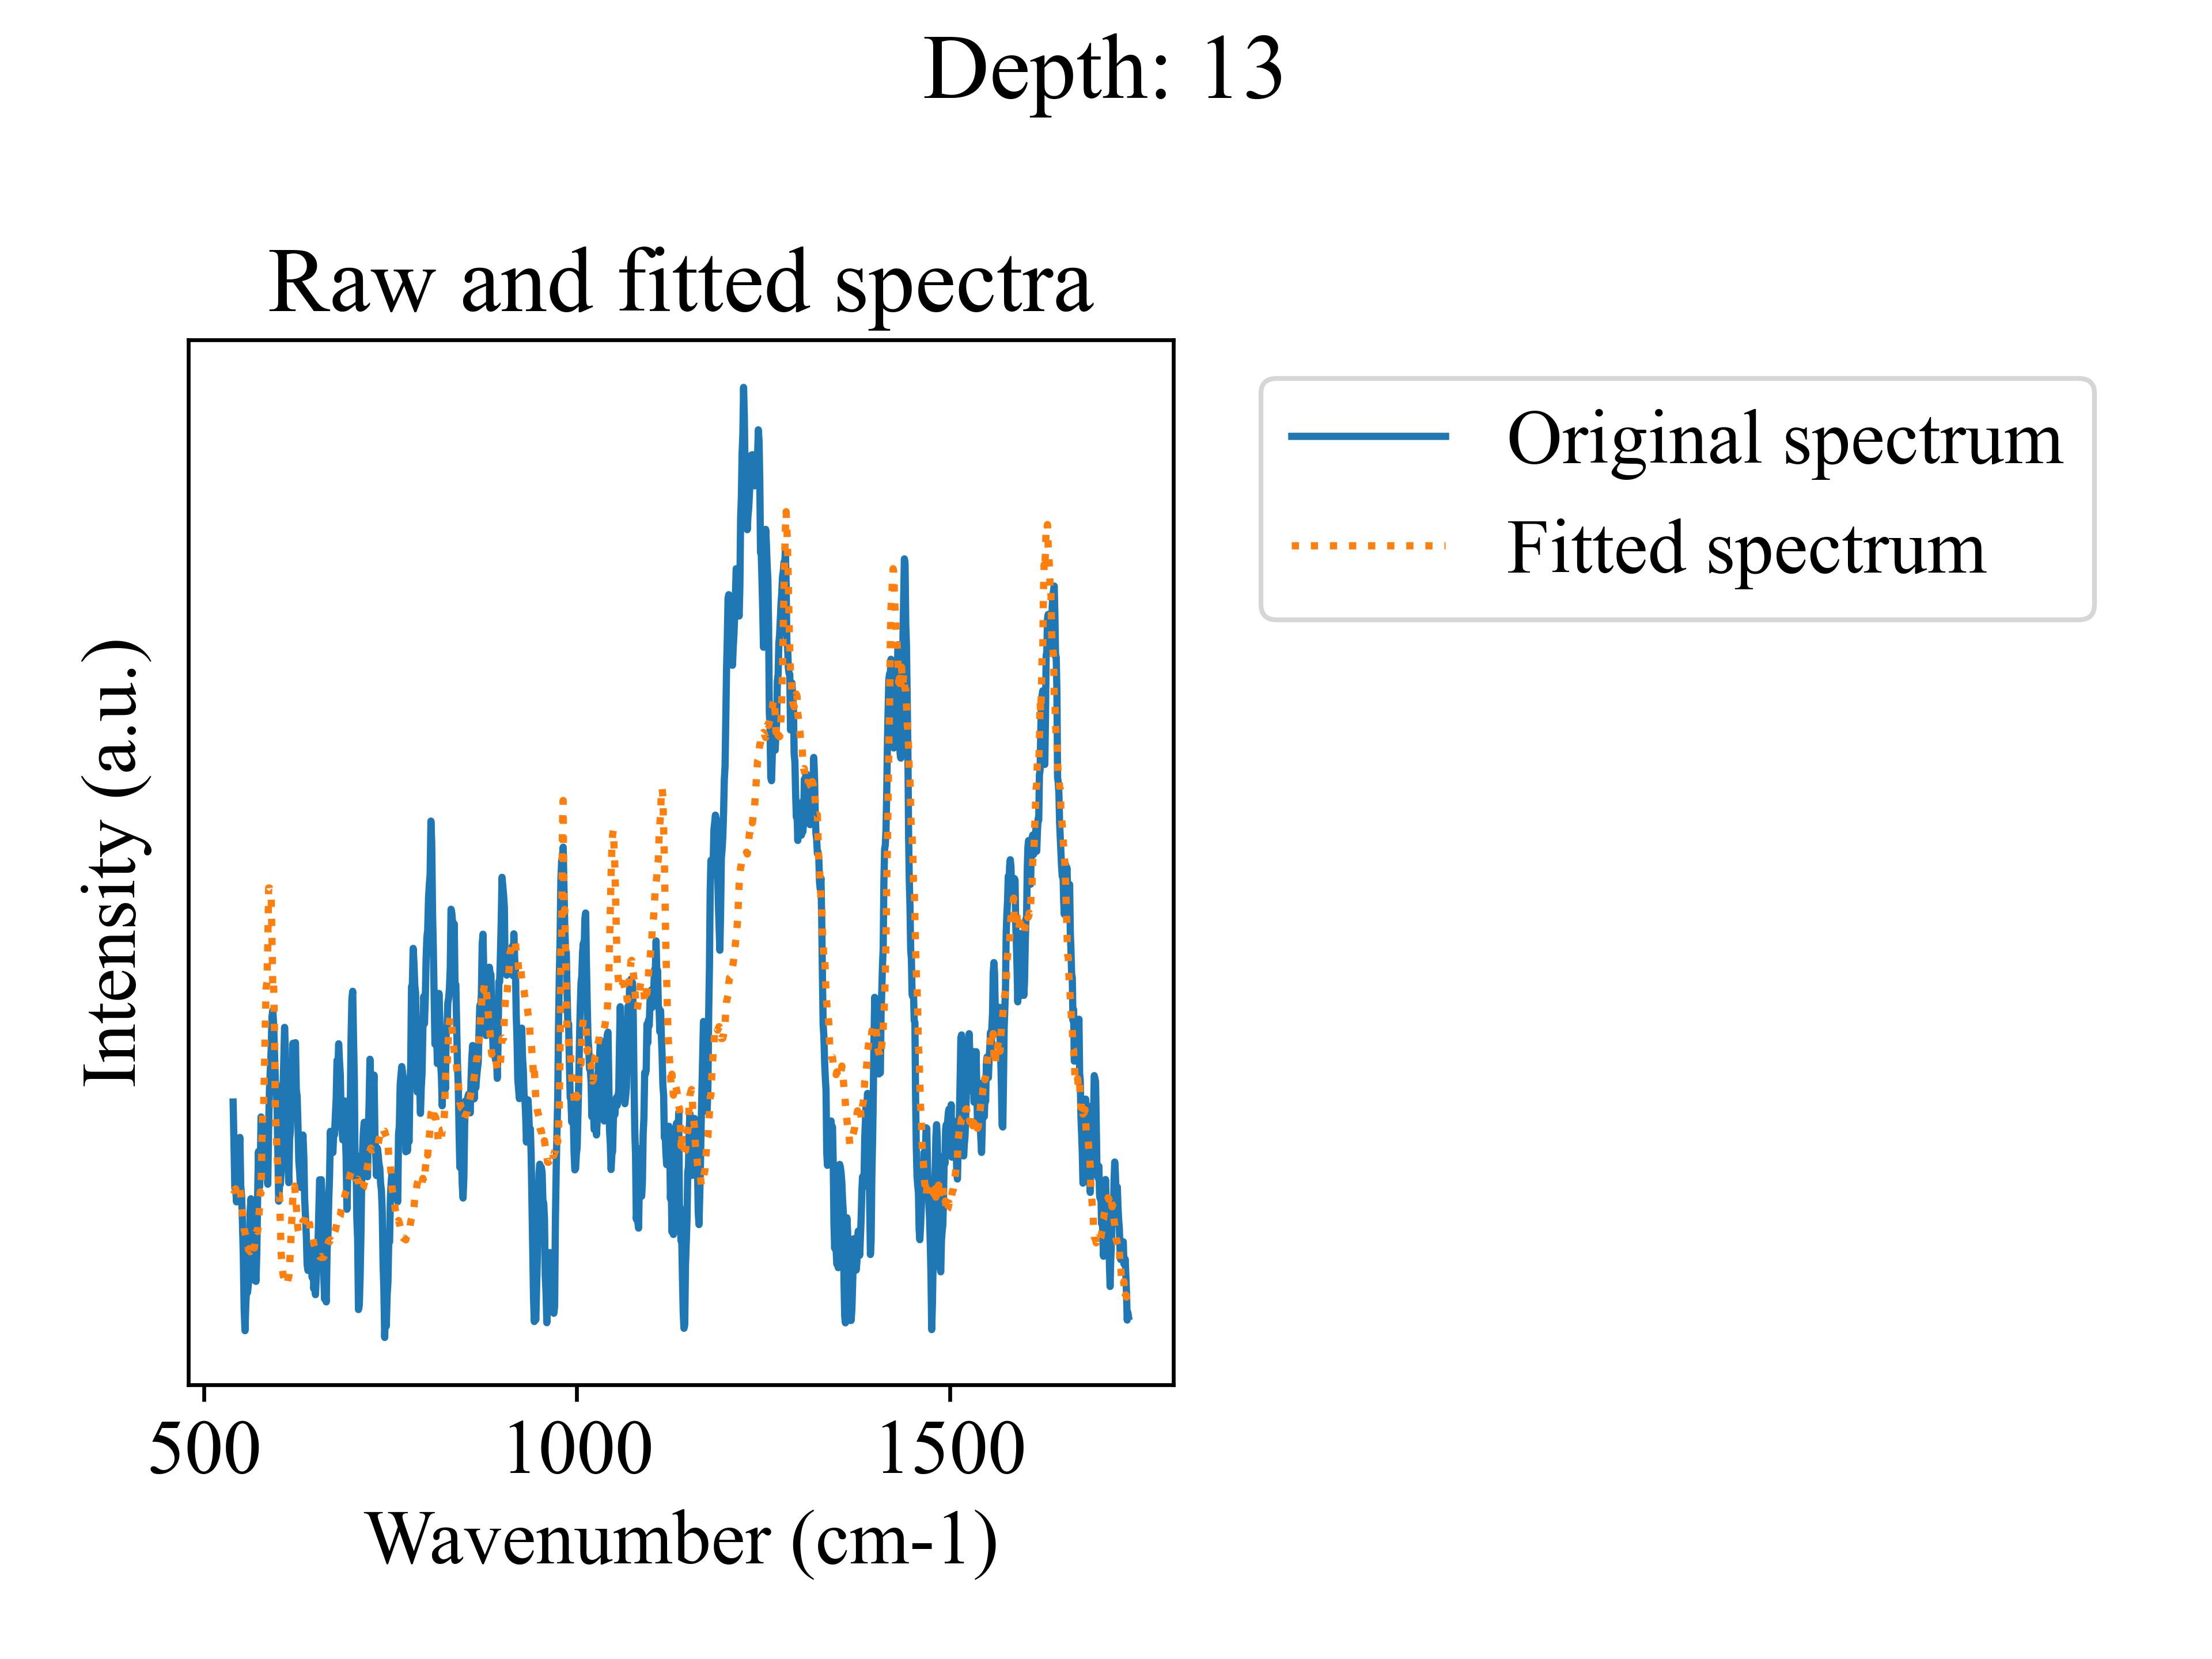 Depth: 13
Raw and fitted spectra
Original spectrum
Fitted spectrum
Intensity (a.u.)
500 1000 1500
Wavenumber (cm-1)